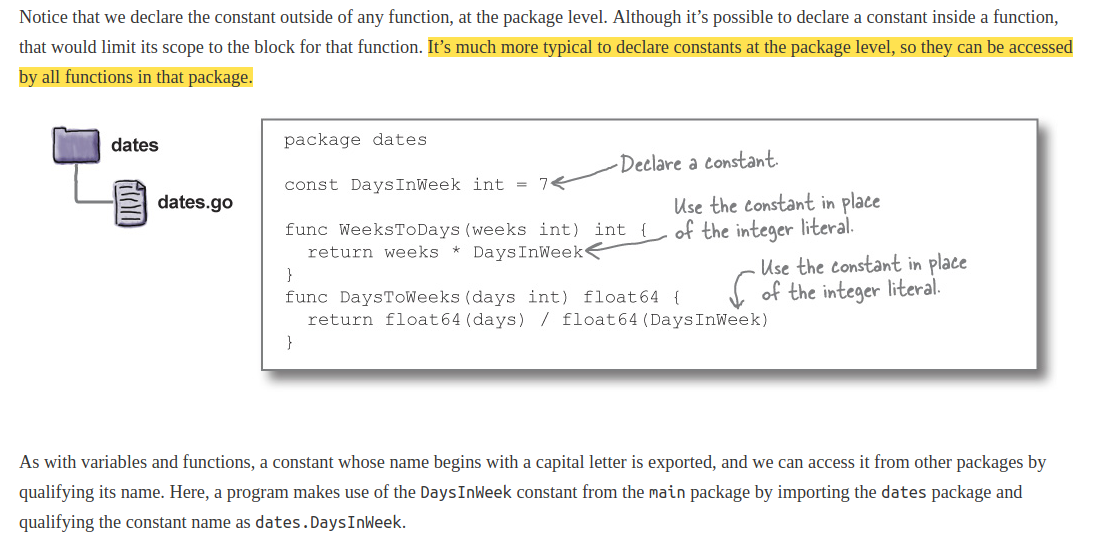 Notice that we declare the constant outside of any function, at the package level. Although it’s possible to declare a constant inside a function,
that would limit its scope to the block for that function. It’s much more typical to declare constants at the package level, so they can be accessed
by all functions in that package.
dates
dates.go
package dates
Declare a constant.
const DaysInWeek int = 7
Use the constant in place
of the integer literal.
func WeeksToDays(weeks int) int {
return weeks * DaysInWeek
}
Use the constant in place
of the integer literal.
func DaysToWeeks(days int) float64 {
return float64(days) / float64(DaysInWeek)
}
As with variables and functions, a constant whose name begins with a capital letter is exported, and we can access it from other packages by
qualifying its name. Here, a program makes use of the DaysInWeek constant from the main package by importing the dates package and
qualifying the constant name as dates.DaysInWeek.